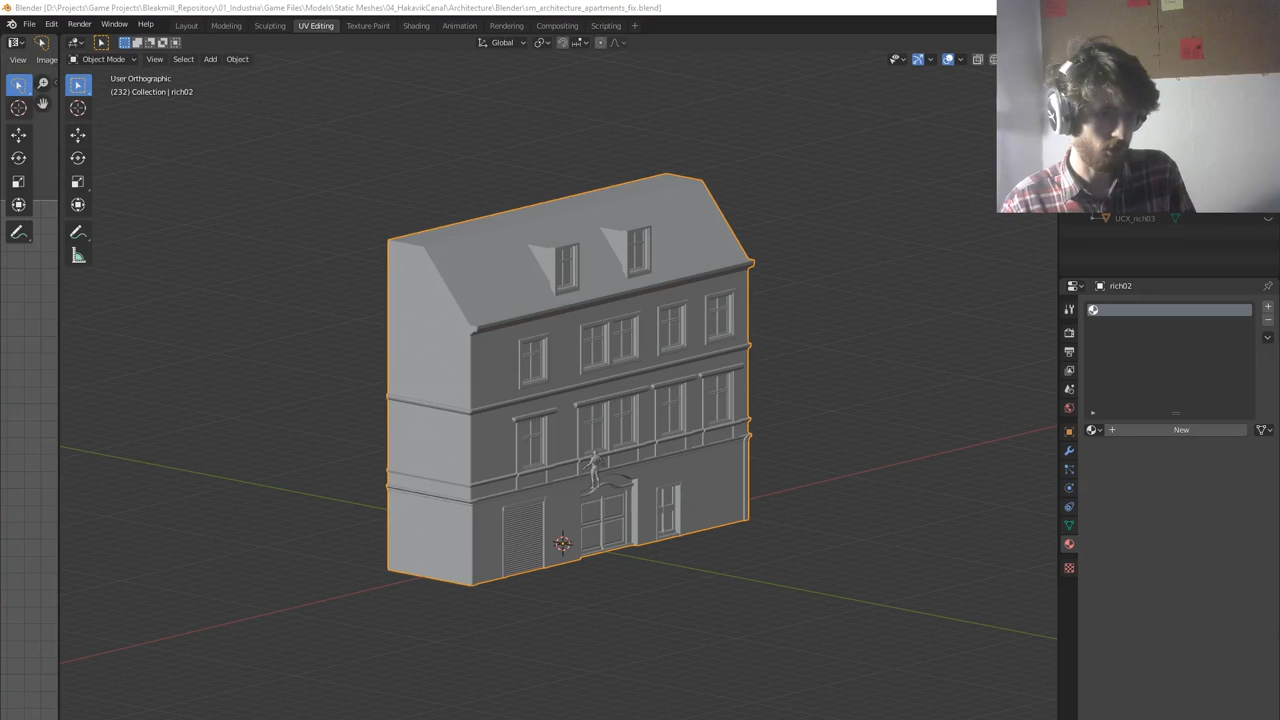 Blender [D:\Projects\Game Projects\Bleakmill_Repository\01_Industria\Game Files\Models\Static Meshes\04_HakavikCanal\Architecture\Blender\sm_architecture_apartments_fix.blend]
File Edit Render Window Help Layout Modeling Sculpting UV Editing Texture Paint Shading Animation Rendering Compositing Scripting +
Global
View Image Object Mode View Select Add Object
User Orthographic
(232) Collection | rich02
UCX_rich03
rich02
New